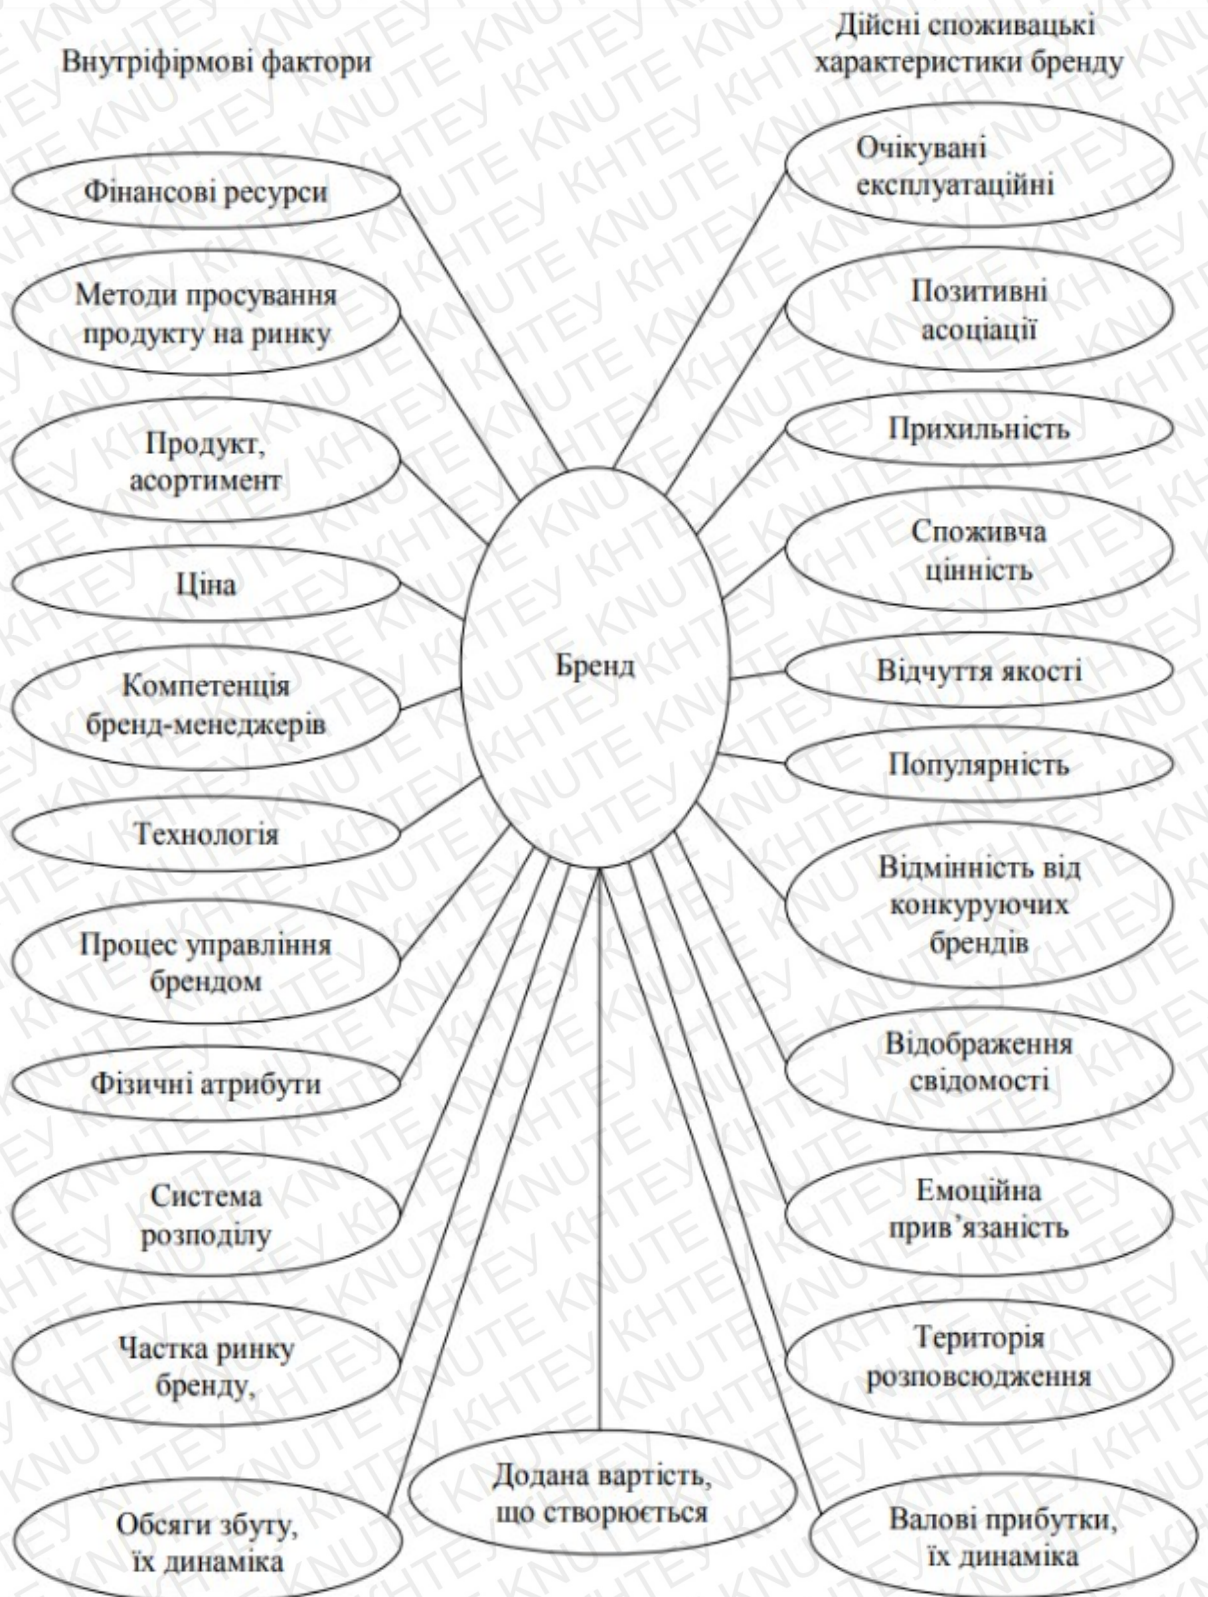 Внутріфірмові фактори
Фінансові ресурси
Методи просування
продукту на ринку
Продукт,
асортимент
Ціна
Компетенція
бренд-менеджерів
Технологія
Процес управління
брендом
Фізичні атрибути
Система
розподілу
Частка ринку
бренду,
Обсяги збуту,
їх динаміка
Бренд
Додана вартість,
що створюється
Дійсні споживацькі
характеристики бренду
Очікувані
експлуатаційні
Позитивні
асоціації
Прихильність
Споживча
цінність
Відчуття якості
Популярність
Відмінність від
конкуруючих
брендів
Відображення
свідомості
Емоційна
прив’язаність
Територія
розповсюдження
Валові прибутки,
їх динаміка
KNUTE КНТЕУ